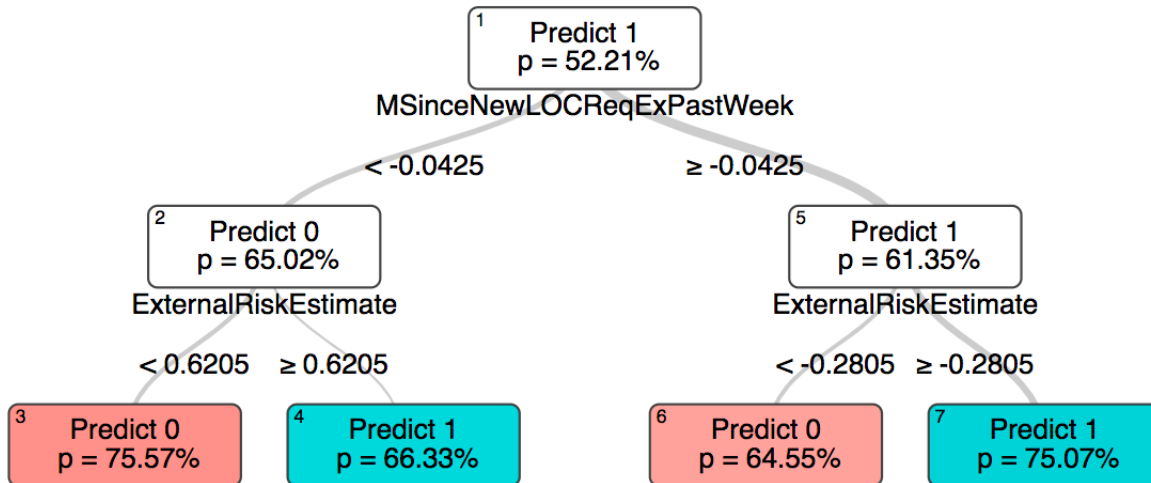 1
Predict 1
p = 52.21%
MSinceNewLOCReqExPastWeek
< -0.0425
≥ -0.0425
2
Predict 0
p = 65.02%
ExternalRiskEstimate
5
Predict 1
p = 61.35%
ExternalRiskEstimate
< 0.6205
≥ 0.6205
< -0.2805
≥ -0.2805
3
Predict 0
p = 75.57%
4
Predict 1
p = 66.33%
6
Predict 0
p = 64.55%
7
Predict 1
p = 75.07%